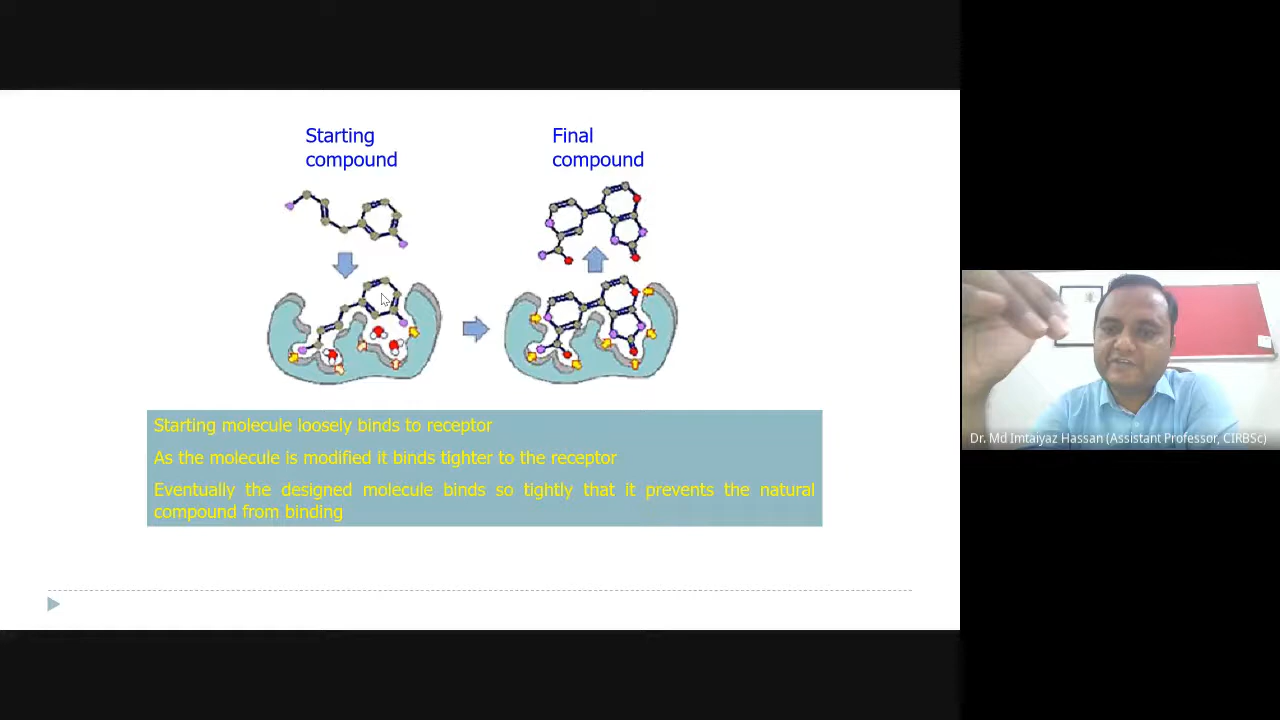 Starting
compound
Final
compound
Starting molecule loosely binds to receptor
As the molecule is modified it binds tighter to the receptor
Eventually the designed molecule binds so tightly that it prevents the natural
compound from binding
Dr. Md Imtaiyaz Hassan (Assistant Professor, CIRBSc)